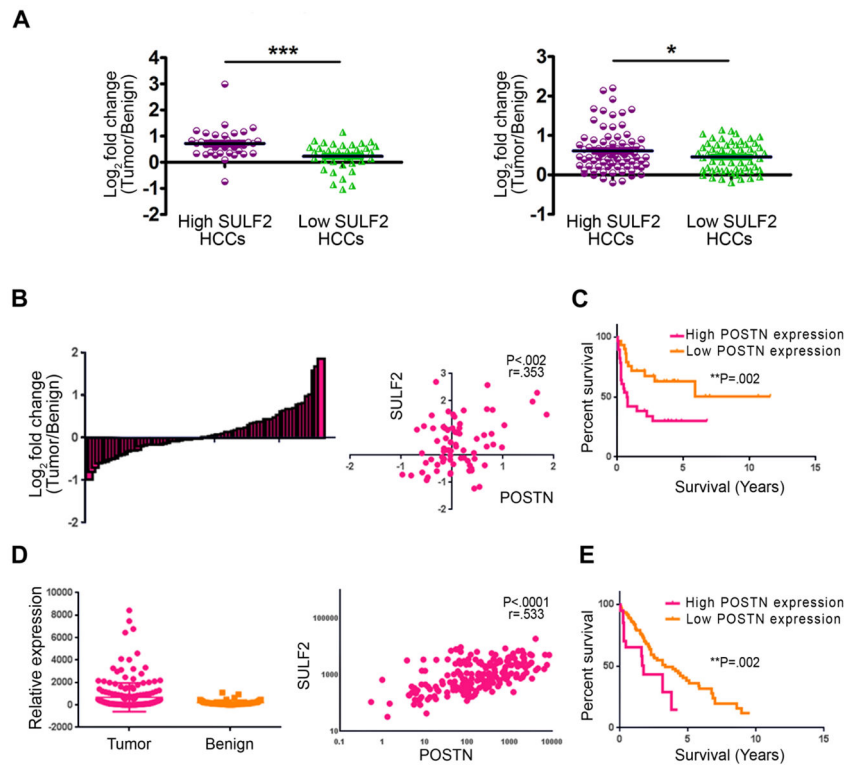 A
***
Log2 fold change
(Tumor/Benign)
4
3
2
1
0
-1
-2
High SULF2
HCCs
Low SULF2
HCCs
*
Log2 fold change
(Tumor/Benign)
3
2
1
0
-1
High SULF2
HCCs
Low SULF2
HCCs
B
Log2 fold change
(Tumor/Benign)
2
1
0
-1
-2
P<.002
r=.353
SULF2
3
2
1
-1
-2
-2
-1
0
1
2
POSTN
C
High POSTN expression
Low POSTN expression
**P=.002
Percent survival
100
50
0
0
5
10
15
Survival (Years)
D
Relative expression
10000
8000
6000
4000
2000
0
-2000
Tumor
Benign
P<.0001
r=.533
SULF2
100000
1000
10
0.1
1
10
100
1000
10000
POSTN
E
High POSTN expression
Low POSTN expression
**P=.002
Percent survival
100
50
0
0
5
10
15
Survival (Years)